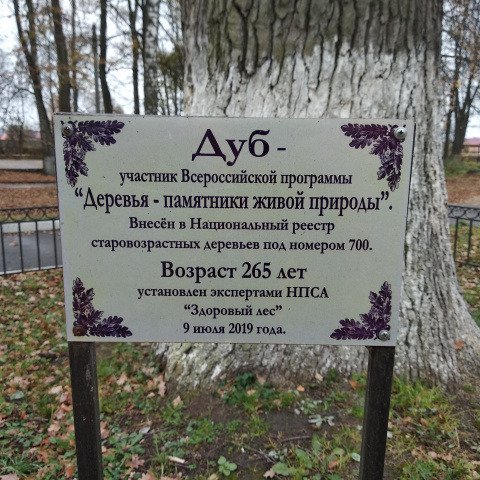 Дуб -
участник Всероссийской программы
"Деревья - памятники живой природы".
Внесён в Национальный реестр
старовозрастных деревьев под номером 700.
Возраст 265 лет
установлен экспертами НПСА
"Здоровый лес"
9 июля 2019 года.